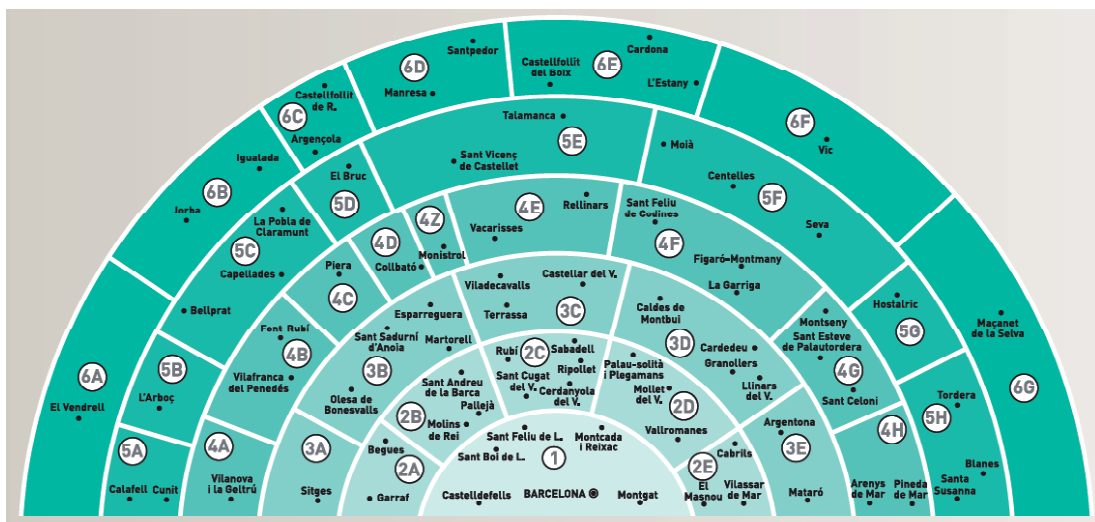 6D
Santpedor
Manresa
Castellfollit
del Boix
6E
Cardona
L'Estany
6C
Castellfollit
de R.
Argençola
6F
Vic
6B
Igualada
Jorba
Talamanca
5E
Sant Vicenç
de Castellet
Moià
Centelles
5F
Seva
El Bruc
5D
La Pobla de
Claramunt
5C
Capellades
Bellprat
4Z
Monistrol
4D
Collbató
4E
Rellinars
Vacarisses
Sant Feliu
de Codines
4F
Figaró-Montmany
La Garriga
Piera
4C
Hostalric
5G
Maçanet
de la Selva
6G
Viladecavalls
Castellar del V.
Terrassa
3C
Caldes de
Montbui
3D
Cardedeu
Granollers
Llinars
del V.
Montseny
Sant Esteve
de Palautordera
4G
Sant Celoni
Esparreguera
Sant Sadurní
d'Anoia
Martorell
3B
Olesa de
Bonesvalls
Font Rubí
4B
Vilafranca
del Penedés
6A
El Vendrell
5B
L'Arboç
Rubí
2C
Sabadell
Ripollet
Sant Cugat
del V.
Cerdanyola
del V.
Palau-solità
i Plegamans
Mollet
del V.
2D
Vallromanes
Sant Andreu
de la Barca
Pallejà
2B
Molins
de Rei
Tordera
5H
4H
Argentona
3E
5A
Calafell
Cunit
4A
Vilanova
i la Geltrú
3A
Sitges
Begues
2A
Garraf
Sant Feliu de L.
Sant Boi de L.
1
Montcada
i Reixac
Castelldefells
BARCELONA
Montgat
Cabrils
2E
El
Masnou
Vilassar
de Mar
Mataró
Arenys
de Mar
Pineda
de Mar
Blanes
Santa
Susanna